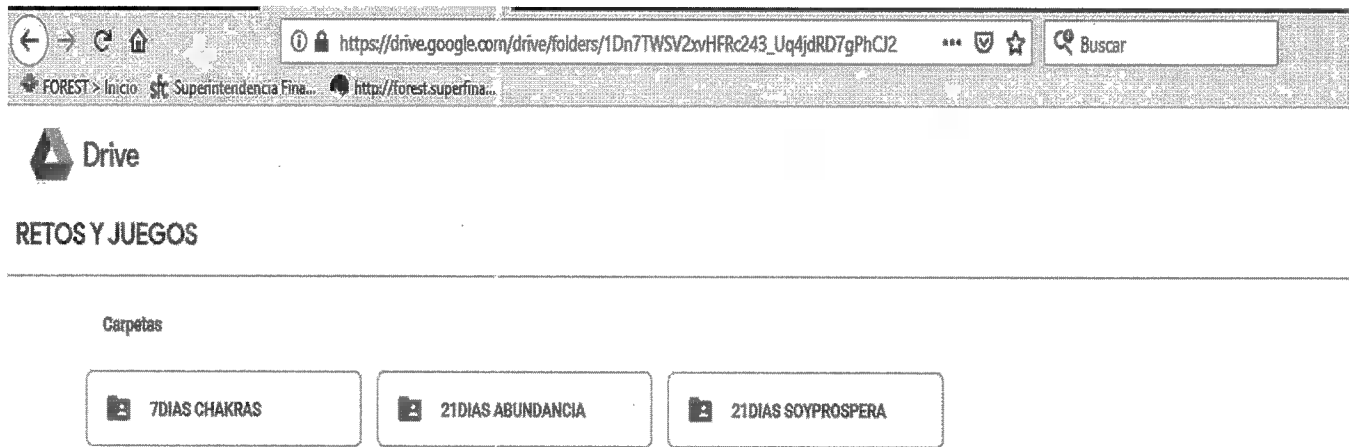 https://drive.google.com/drive/folders/1Dn7TWSV2xvHFRc243_Uq4jdRD7gPhCJ2 ••• Buscar
FOREST > Inicio sfc Superintendencia Fina... http://forest.superfina...
Drive
RETOS Y JUEGOS
Carpetas
7DIAS CHAKRAS 21DIAS ABUNDANCIA 21DIAS SOYPROSPERA